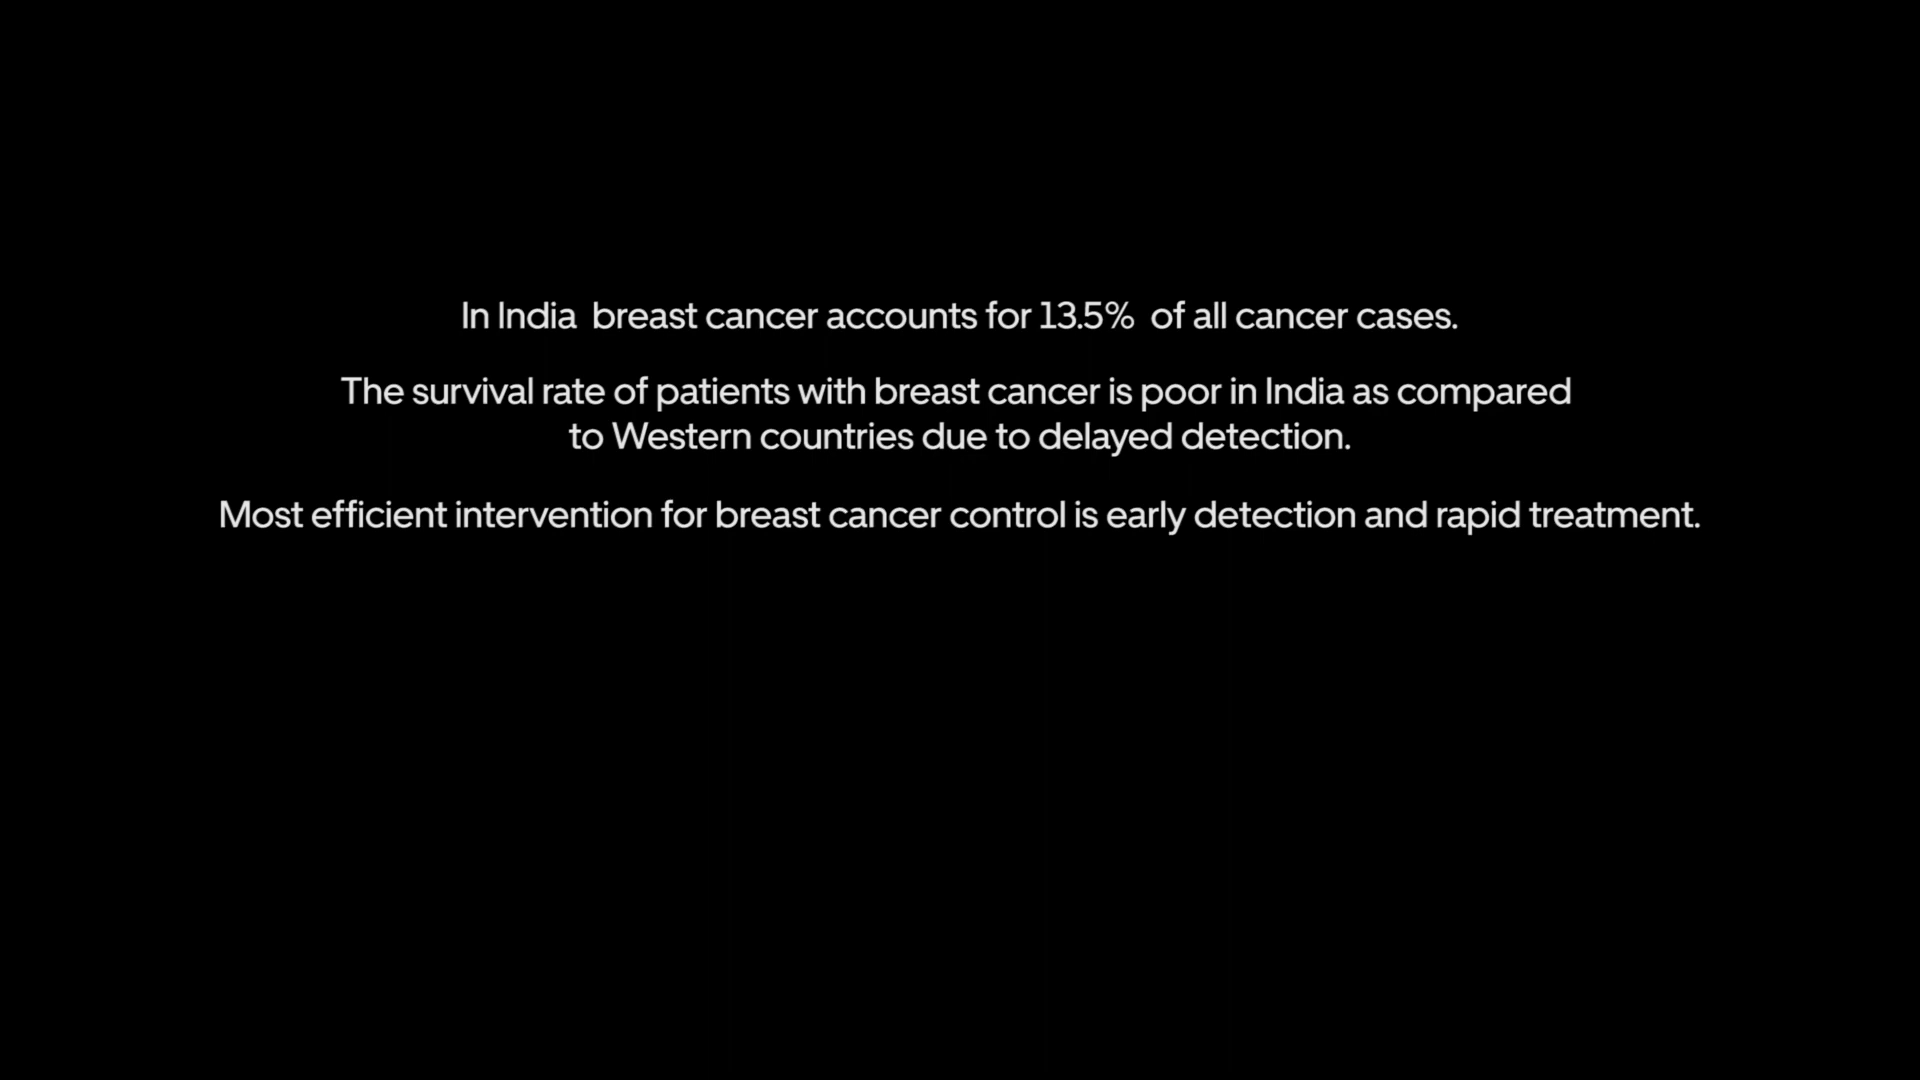 In India  breast cancer accounts for 13.5%  of all cancer cases.
The survival rate of patients with breast cancer is poor in India as compared
to Western countries due to delayed detection.
Most efficient intervention for breast cancer control is early detection and rapid treatment.